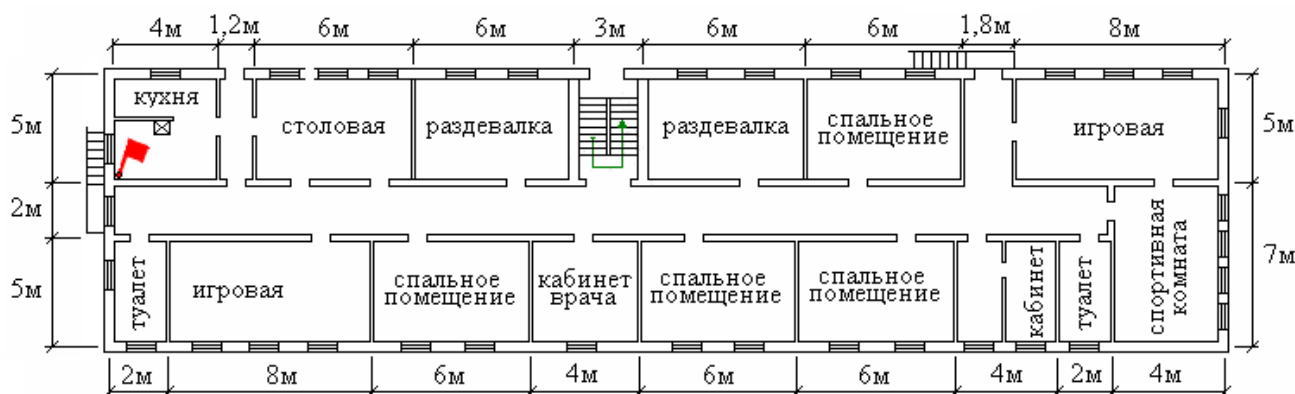 4м 1,2м 6м 6м 3м 6м 6м 1,8м 8м
5м
кухня
столовая
раздевалка
раздевалка
спальное
помещение
игровая
5м
2м
5м
туалет
игровая
спальное
помещение
кабинет
врача
спальное
помещение
спальное
помещение
кабинет
туалет
спортивная
комната
7м
2м 8м 6м 4м 6м 6м 4м 2м 4м